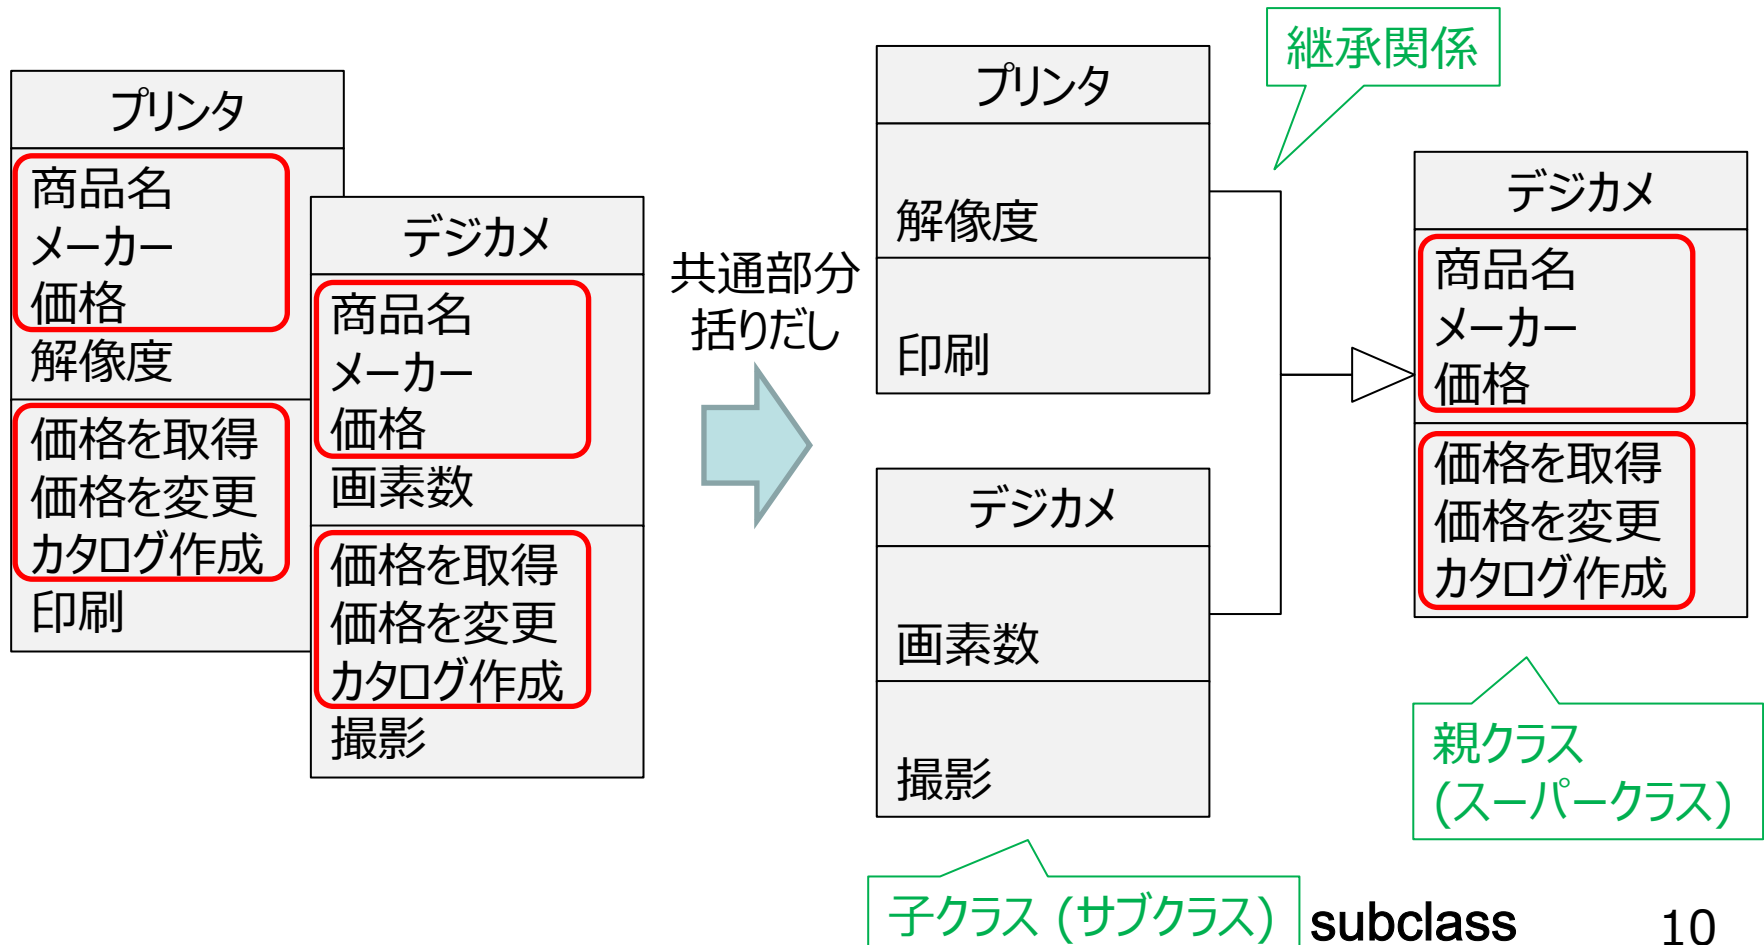 プリンタ
商品名
メーカー
価格
解像度
価格を取得
価格を変更
カタログ作成
印刷
デジカメ
商品名
メーカー
価格
画素数
価格を取得
価格を変更
カタログ作成
撮影
共通部分
括りだし
プリンタ
解像度
印刷
デジカメ
画素数
撮影
継承関係
デジカメ
商品名
メーカー
価格
価格を取得
価格を変更
カタログ作成
親クラス
(スーパークラス)
子クラス (サブクラス)
subclass
10